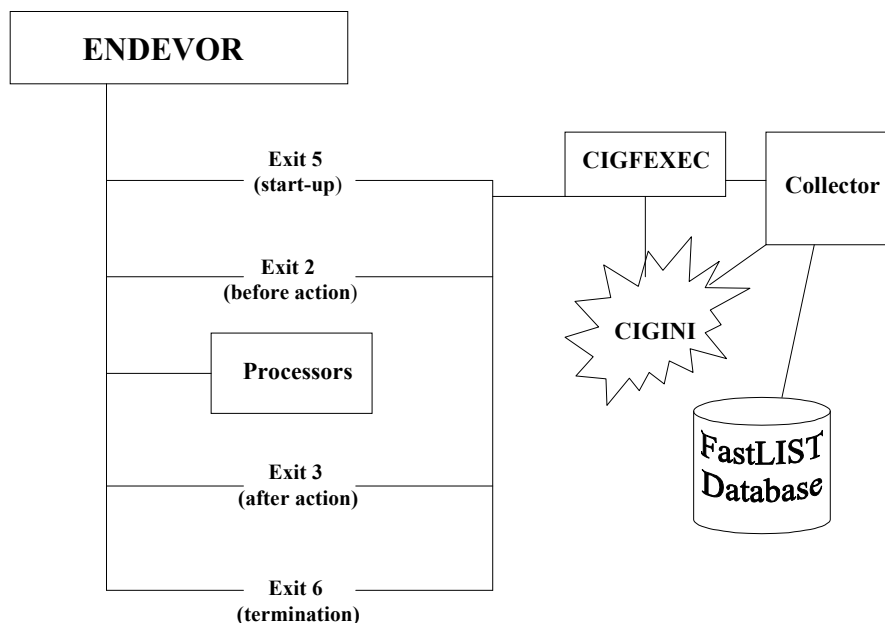 ENDEVOR
Exit 5
(start-up)
CIGFEXEC
Collector
Exit 2
(before action)
CIGINI
Processors
FastLIST
Database
Exit 3
(after action)
Exit 6
(termination)